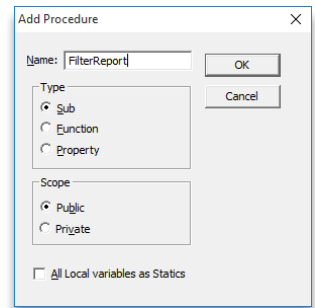 Add Procedure
Name: FilterReport
OK
Cancel
Type
Sub
Function
Property
Scope
Public
Private
All Local variables as Statics